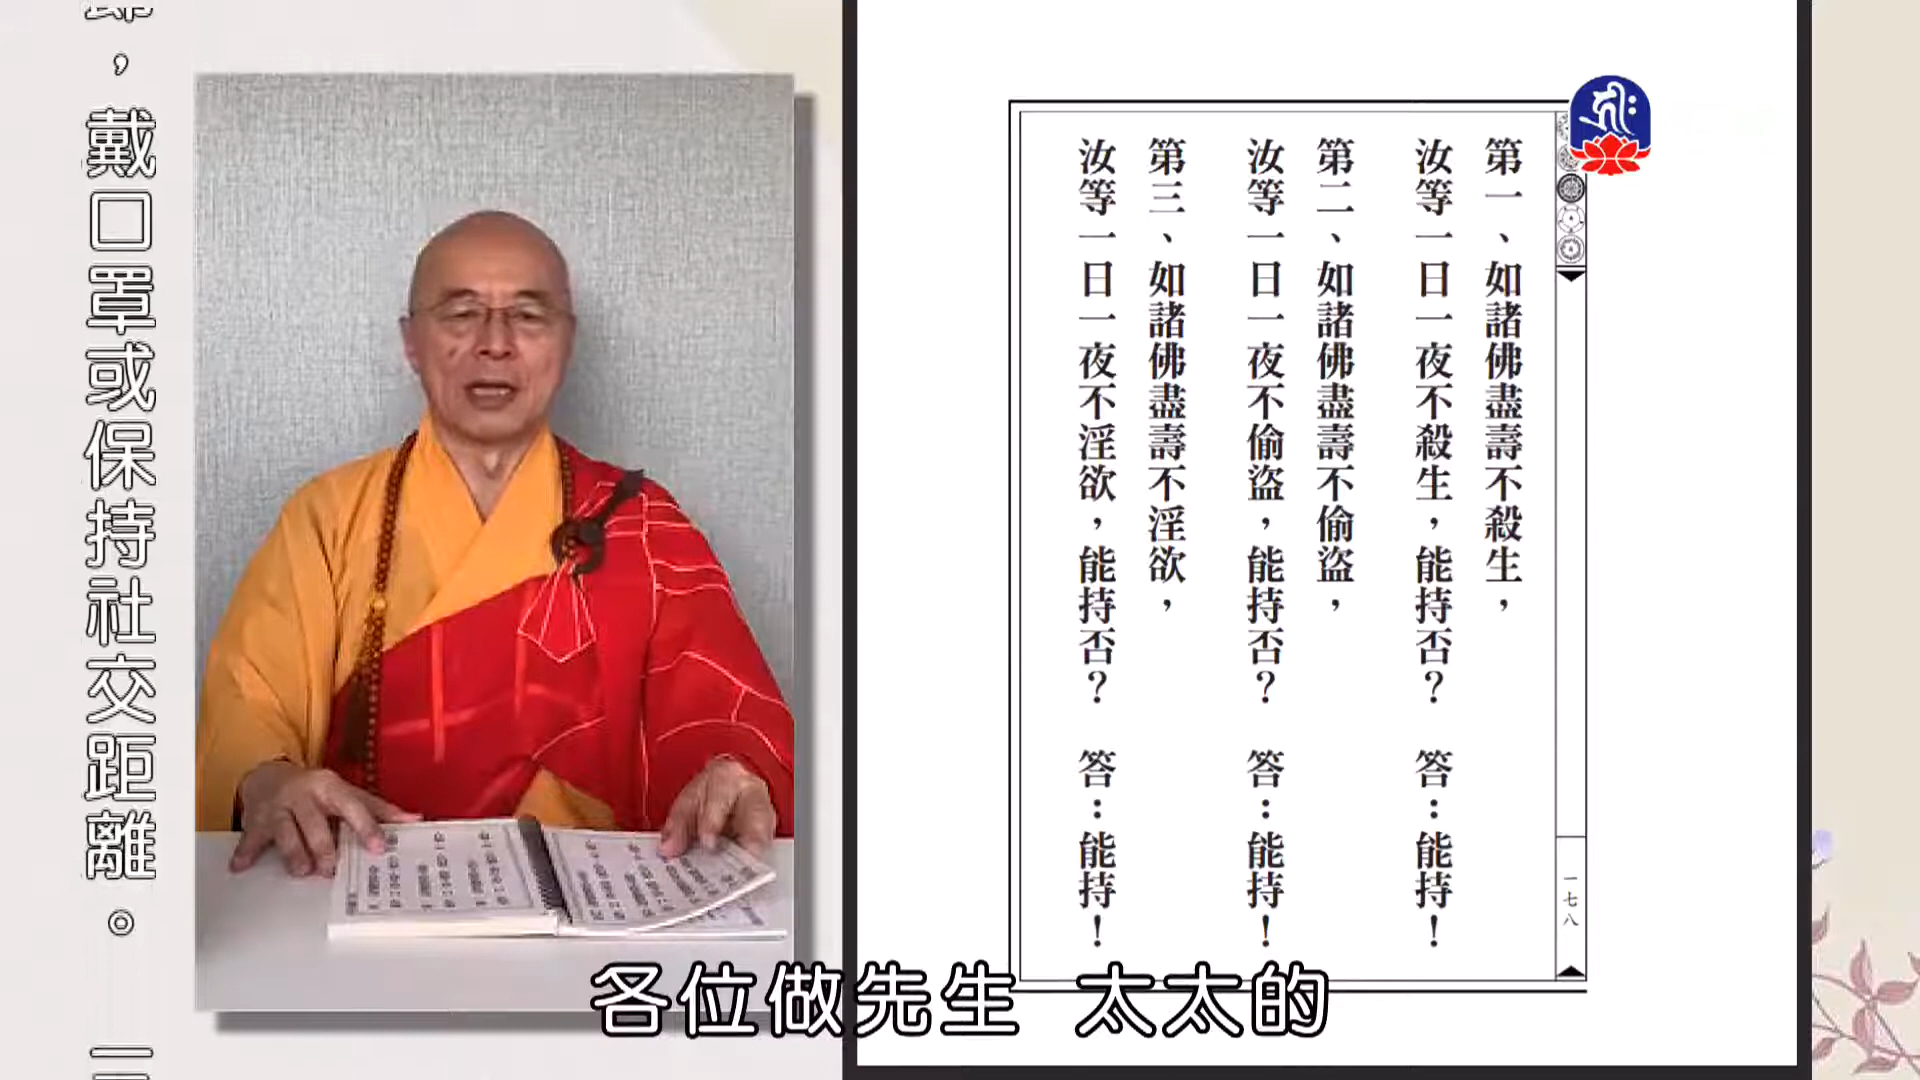 ，戴口罩或保持社交距離。
第一、如諸佛盡壽不殺生，
汝等一日一夜不殺生，能持否？　答：能持！
第二、如諸佛盡壽不偷盜，
汝等一日一夜不偷盜，能持否？　答：能持！
第三、如諸佛盡壽不淫欲，
汝等一日一夜不淫欲，能持否？　答：能持！
一七八
各位做先生　太太的